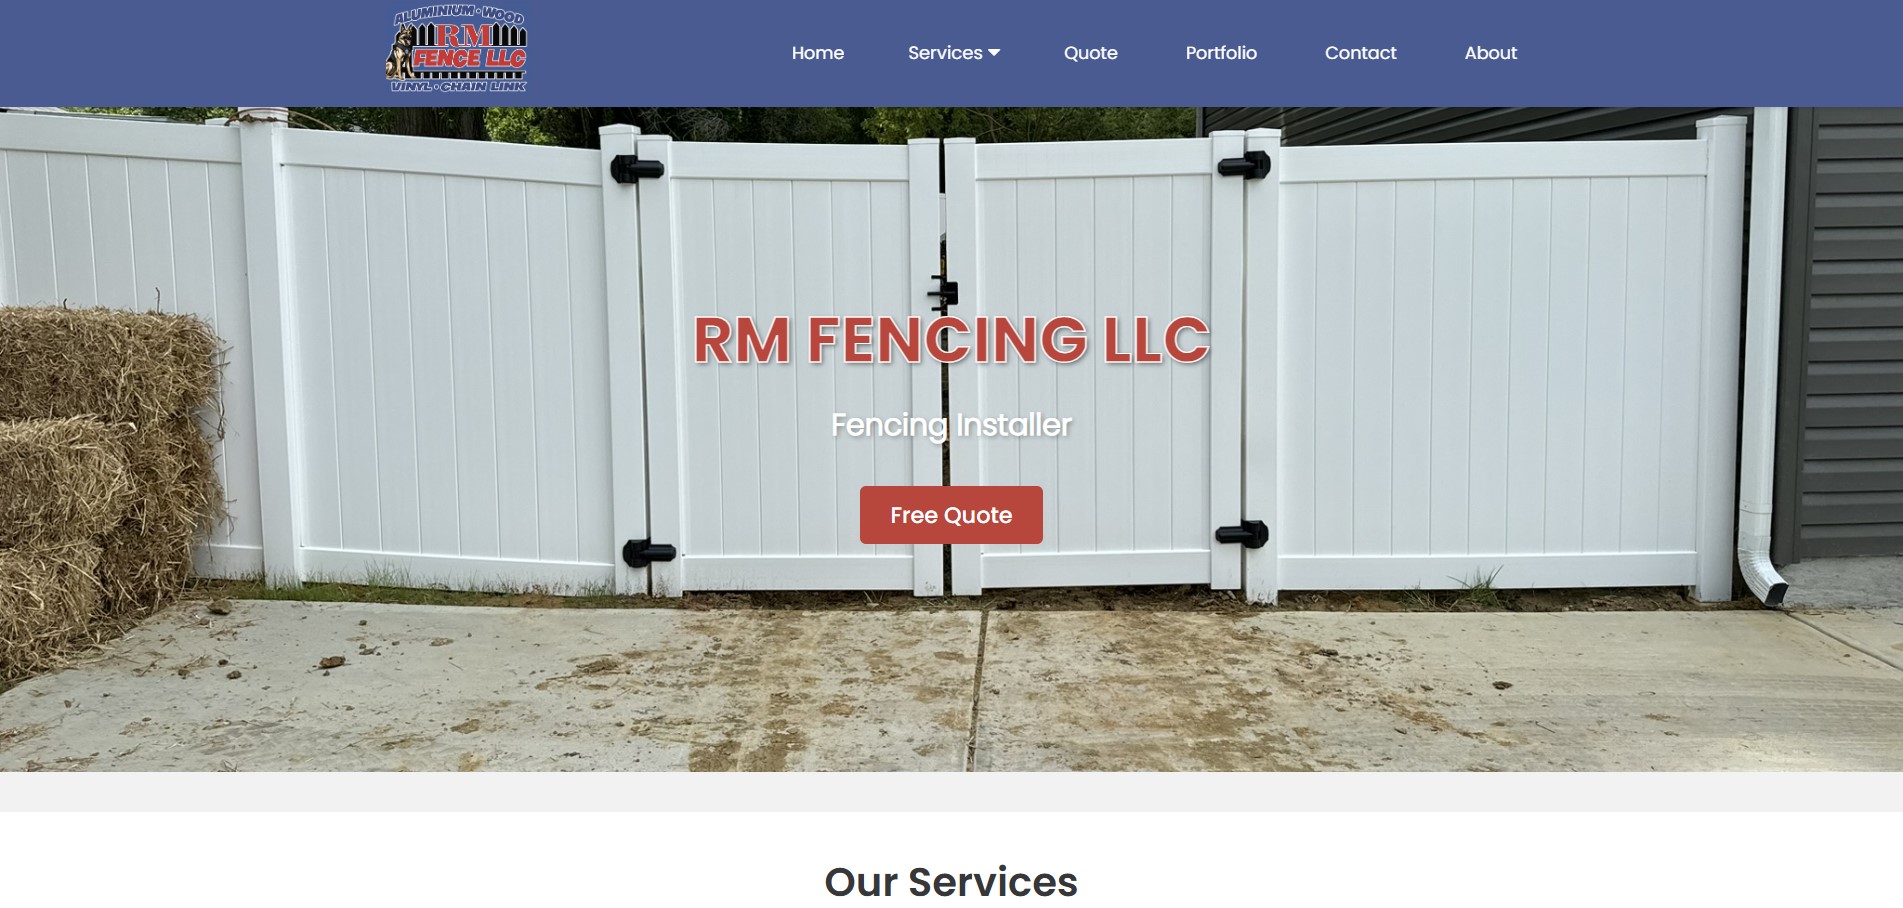 ALUMINIUM • WOOD
RM
FENCE LLC
VINYL • CHAIN LINK
Home
Services
Quote
Portfolio
Contact
About
RM FENCING LLC
Fencing Installer
Free Quote
Our Services